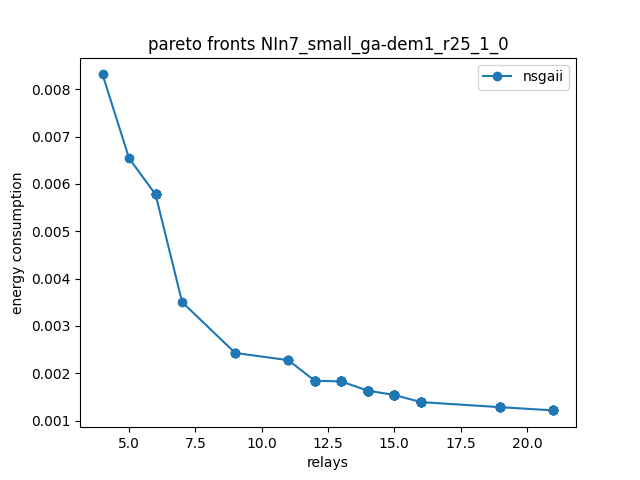 pareto fronts NIn7_small_ga-dem1_r25_1_0
nsgaii
0.008
0.007
0.006
0.005
0.004
0.003
0.002
0.001
energy consumption
5.0 7.5 10.0 12.5 15.0 17.5 20.0
relays